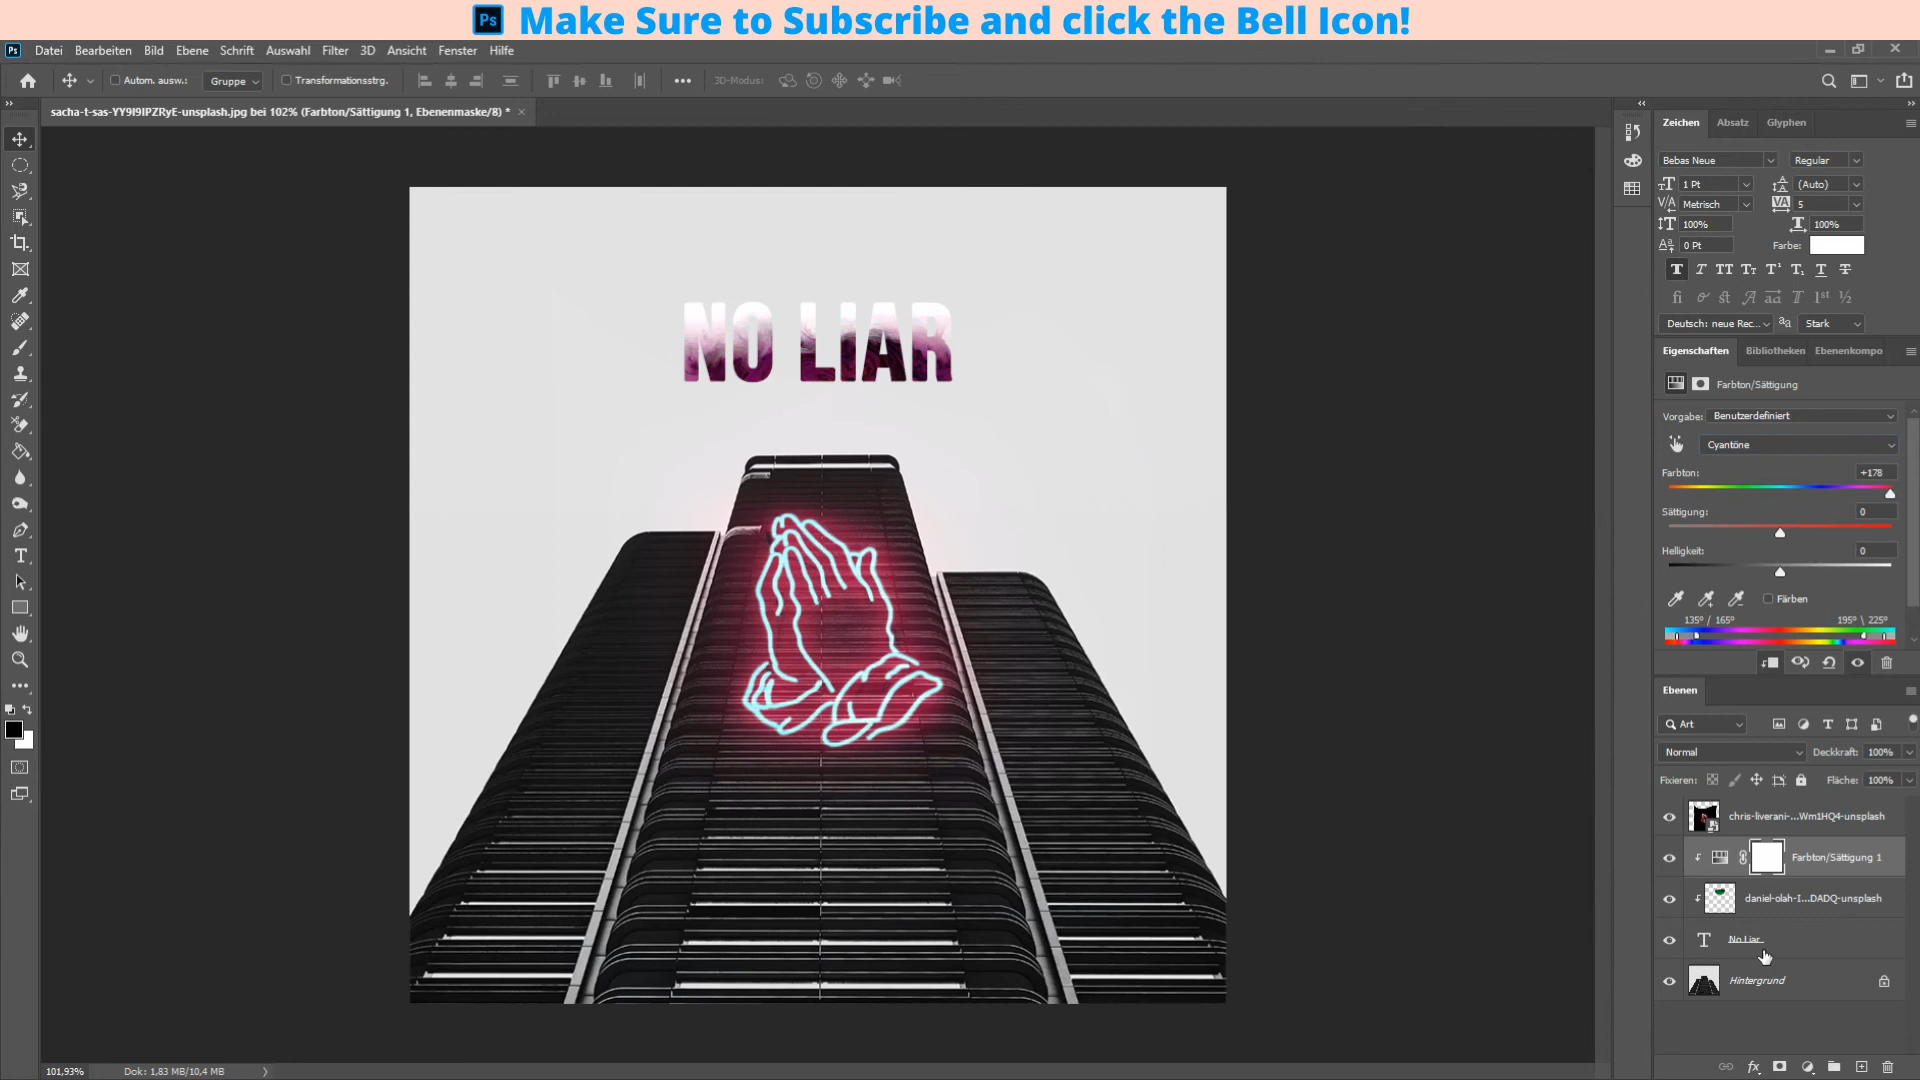 Ps Make Sure to Subscribe and click the Bell Icon!
Ps Datei Bearbeiten Bild Ebene Schrift Auswahl Filter 3D Ansicht Fenster Hilfe
Autom. ausw.: Gruppe Transformationsstrg. 3D-Modus:
sacha-t-sas-YY9I9IPZRyE-unsplash.jpg bei 102% (Farbton/Sättigung 1, Ebenenmaske/8) *
Zeichen Absatz Glyphen
Bebas Neue Regular
1 Pt (Auto)
Metrisch 5
100% 100%
0 Pt Farbe:
Deutsch: neue Rec... Stark
Eigenschaften Bibliotheken Ebenenkompo
Farbton/Sättigung
Vorgabe: Benutzerdefiniert
Cyantöne
Farbton: +178
Sättigung: 0
Helligkeit: 0
Färben
135° / 165° 195° \ 225°
Ebenen
Art
Normal Deckkraft: 100%
Fixieren: Fläche: 100%
chris-liverani-...Wm1HQ4-unsplash
Farbton/Sättigung 1
daniel-olah-I...DADQ-unsplash
No Liar
Hintergrund
NO LIAR
101,93% Dok: 1,83 MB/10,4 MB